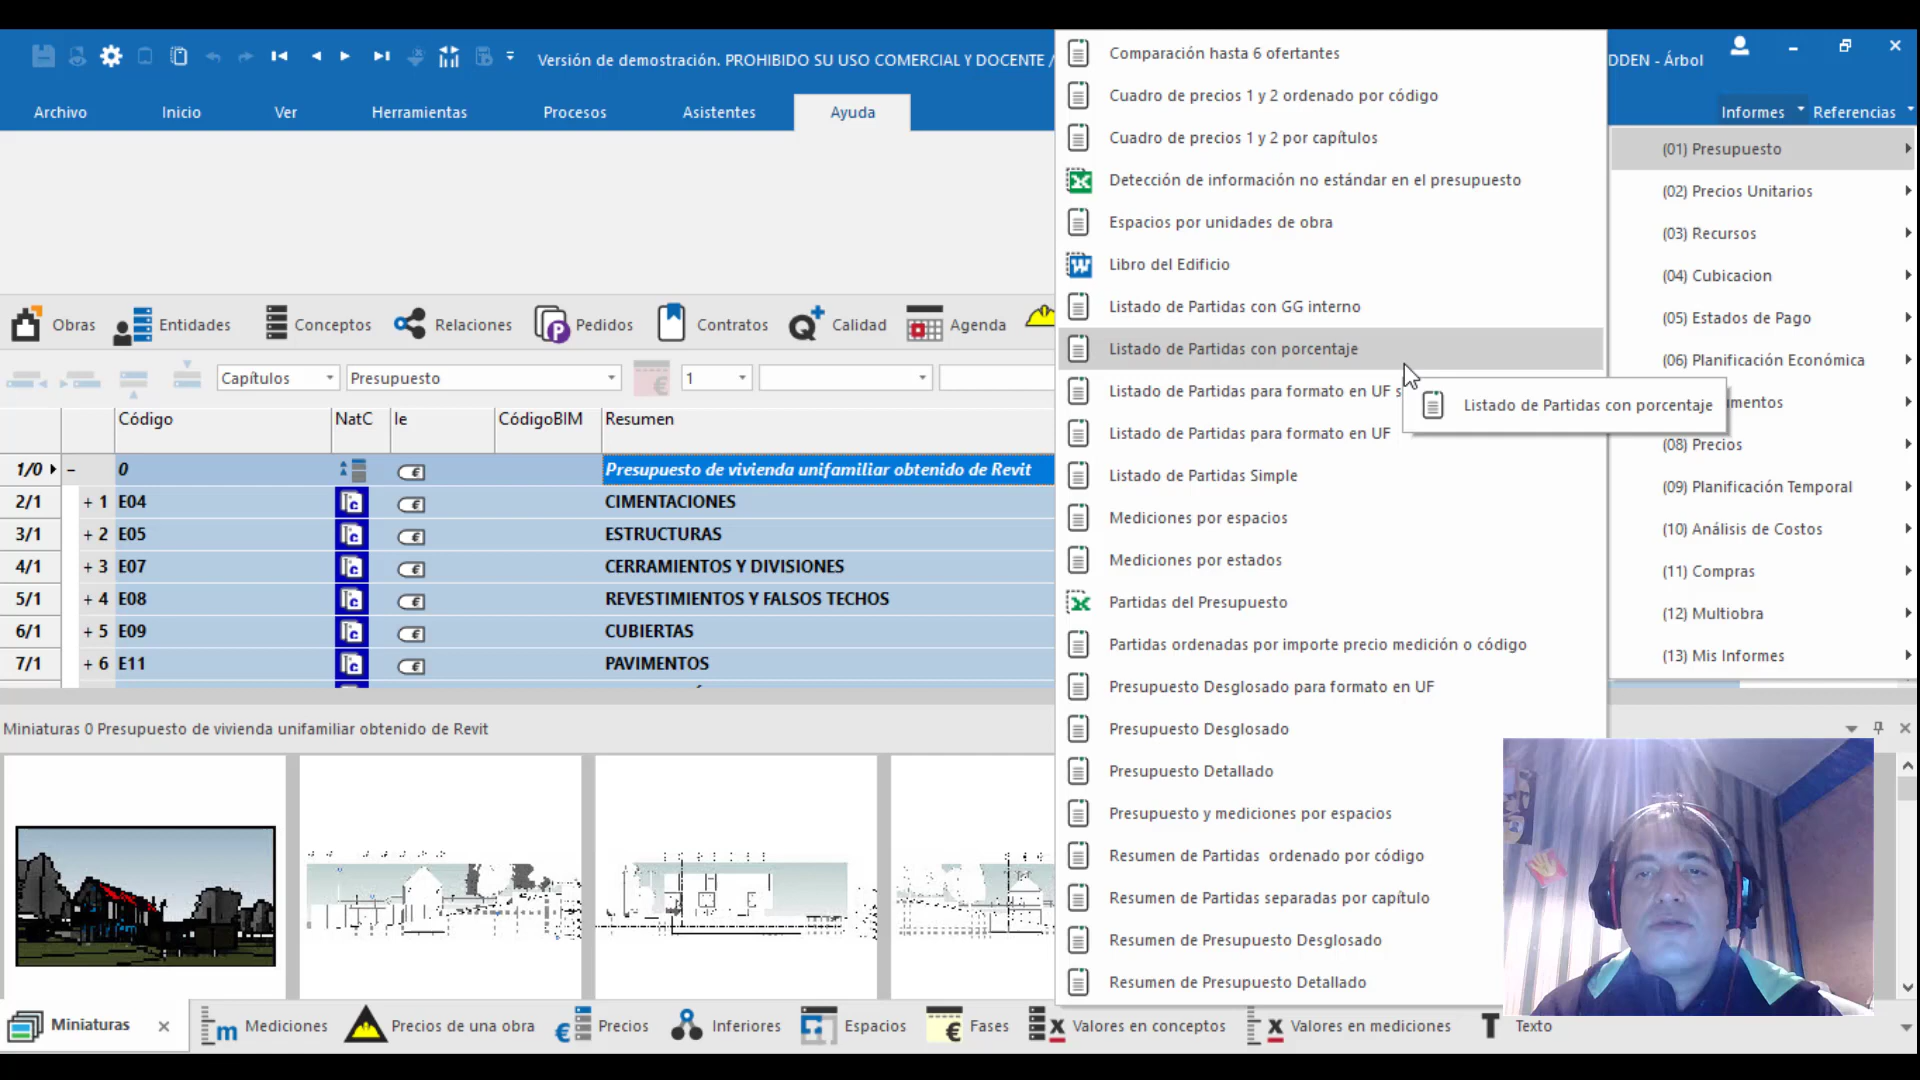 Versión de demostración. PROHIBIDO SU USO COMERCIAL Y DOCENTE /
DDEN - Árbol
Archivo
Inicio
Ver
Herramientas
Procesos
Asistentes
Ayuda
Informes
Referencias
Comparación hasta 6 ofertantes
Cuadro de precios 1 y 2 ordenado por código
Cuadro de precios 1 y 2 por capítulos
Detección de información no estándar en el presupuesto
Espacios por unidades de obra
Libro del Edificio
Listado de Partidas con GG interno
Listado de Partidas con porcentaje
Listado de Partidas para formato en UF s
Listado de Partidas para formato en UF
Listado de Partidas Simple
Mediciones por espacios
Mediciones por estados
Partidas del Presupuesto
Partidas ordenadas por importe precio medición o código
Presupuesto Desglosado para formato en UF
Presupuesto Desglosado
Presupuesto Detallado
Presupuesto y mediciones por espacios
Resumen de Partidas  ordenado por código
Resumen de Partidas separadas por capítulo
Resumen de Presupuesto Desglosado
Resumen de Presupuesto Detallado
Listado de Partidas con porcentaje
(01) Presupuesto
(02) Precios Unitarios
(03) Recursos
(04) Cubicacion
(05) Estados de Pago
(06) Planificación Económica
mentos
(08) Precios
(09) Planificación Temporal
(10) Análisis de Costos
(11) Compras
(12) Multiobra
(13) Mis Informes
Obras
Entidades
Conceptos
Relaciones
Pedidos
Contratos
Calidad
Agenda
Capítulos
Presupuesto
1
Código NatC Ie CódigoBIM Resumen
1/0 - 0 Presupuesto de vivienda unifamiliar obtenido de Revit
2/1 + 1 E04 CIMENTACIONES
3/1 + 2 E05 ESTRUCTURAS
4/1 + 3 E07 CERRAMIENTOS Y DIVISIONES
5/1 + 4 E08 REVESTIMIENTOS Y FALSOS TECHOS
6/1 + 5 E09 CUBIERTAS
7/1 + 6 E11 PAVIMENTOS
Miniaturas 0 Presupuesto de vivienda unifamiliar obtenido de Revit
Miniaturas
Mediciones
Precios de una obra
Precios
Inferiores
Espacios
Fases
Valores en conceptos
Valores en mediciones
Texto